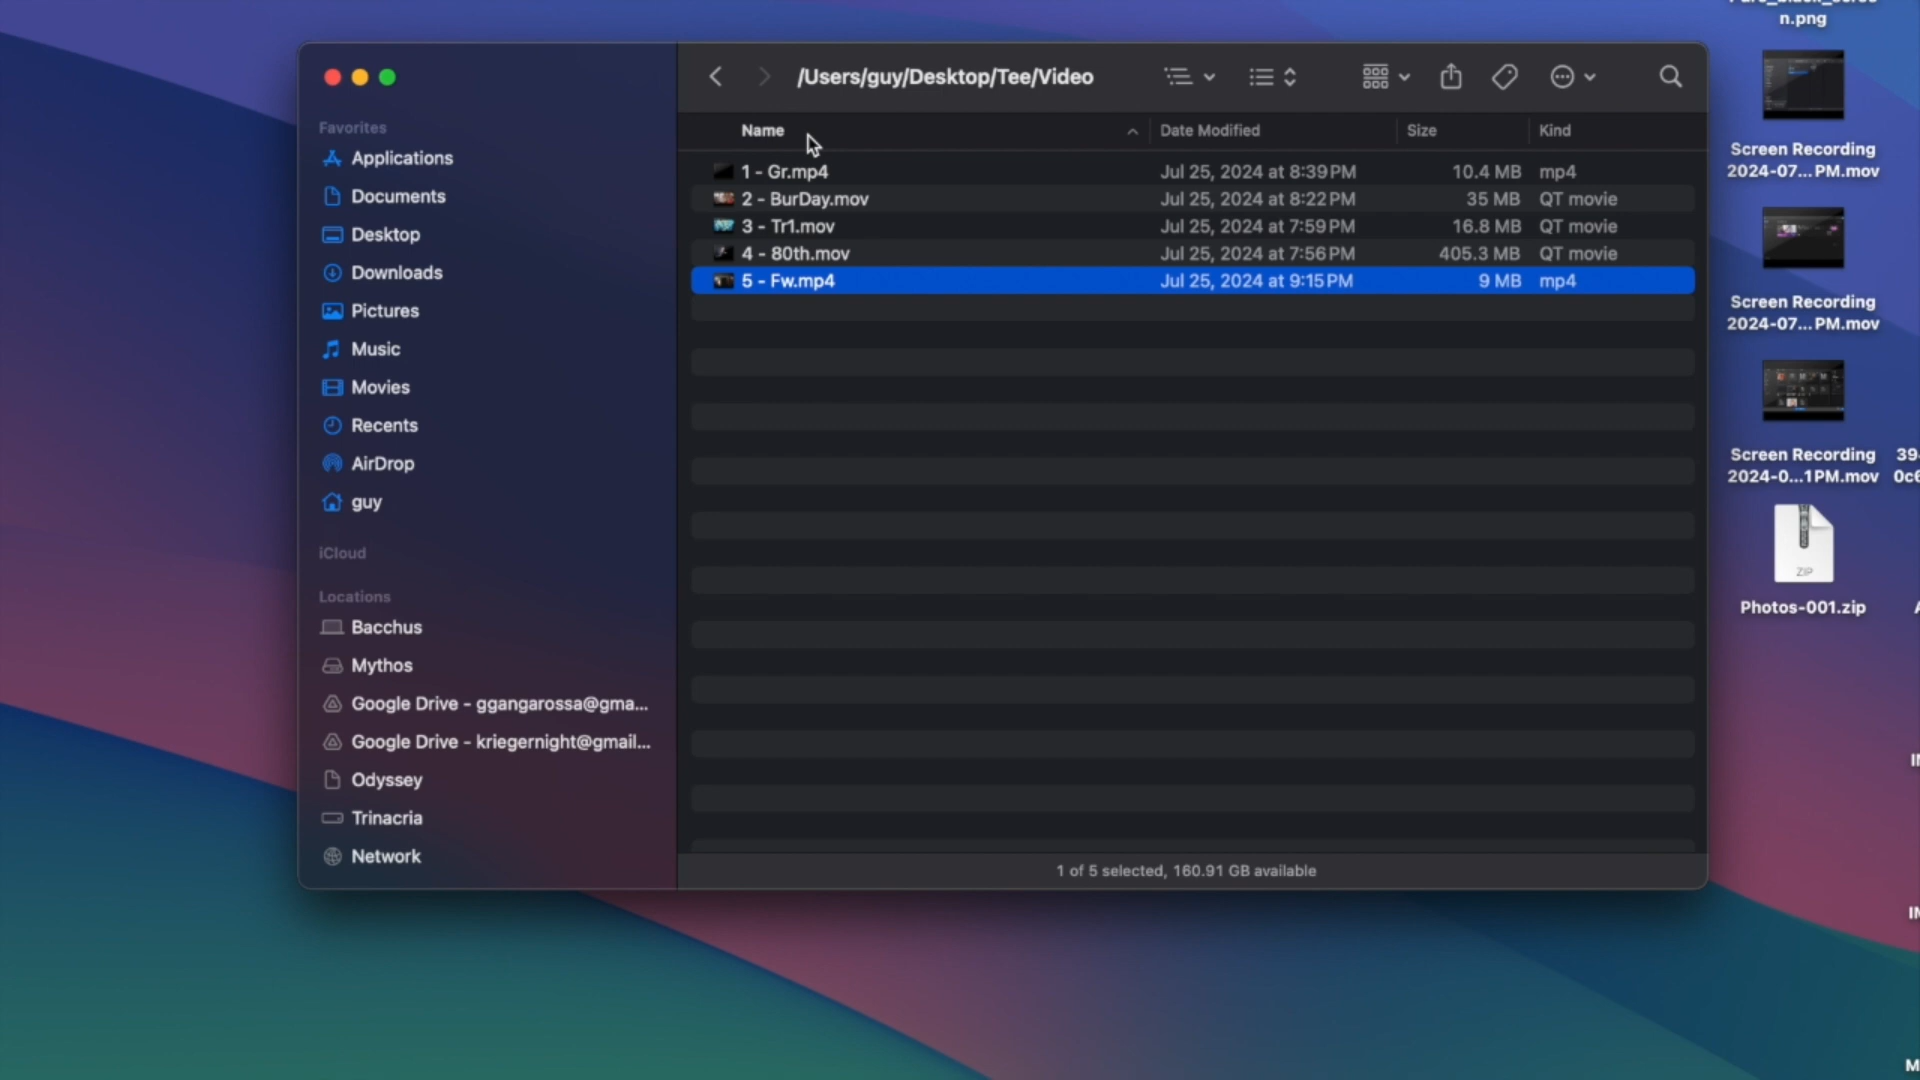 n.png
/Users/guy/Desktop/Tee/Video
Favorites
Applications
Documents
Desktop
Downloads
Pictures
Music
Movies
Recents
AirDrop
guy
iCloud
Locations
Bacchus
Mythos
Google Drive - ggangarossa@gma...
Google Drive - kriegernight@gmail...
Odyssey
Trinacria
Network
Name Date Modified Size Kind
1 - Gr.mp4 Jul 25, 2024 at 8:39 PM 10.4 MB mp4
2 - BurDay.mov Jul 25, 2024 at 8:22 PM 35 MB QT movie
3 - Tr1.mov Jul 25, 2024 at 7:59 PM 16.8 MB QT movie
4 - 80th.mov Jul 25, 2024 at 7:56 PM 405.3 MB QT movie
5 - Fw.mp4 Jul 25, 2024 at 9:15 PM 9 MB mp4
1 of 5 selected, 160.91 GB available
Screen Recording
2024-07...PM.mov
Screen Recording
2024-07...PM.mov
Screen Recording
2024-0...1PM.mov
39-
0c6
ZIP
Photos-001.zip